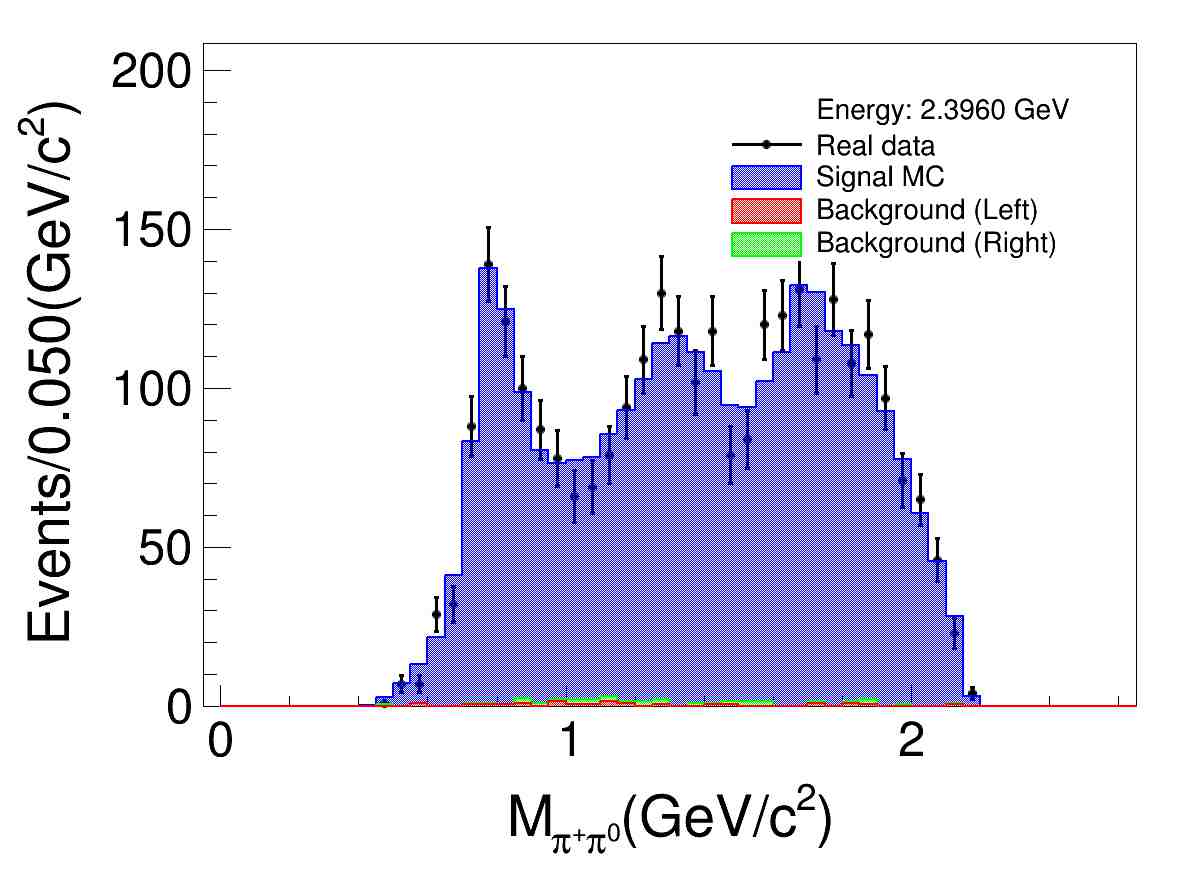 200
150
100
50
0
Events/0.050(GeV/c²)
Energy: 2.3960 GeV
Real data
Signal MC
Background (Left)
Background (Right)
0 1 2
M_π⁺π⁰(GeV/c²)